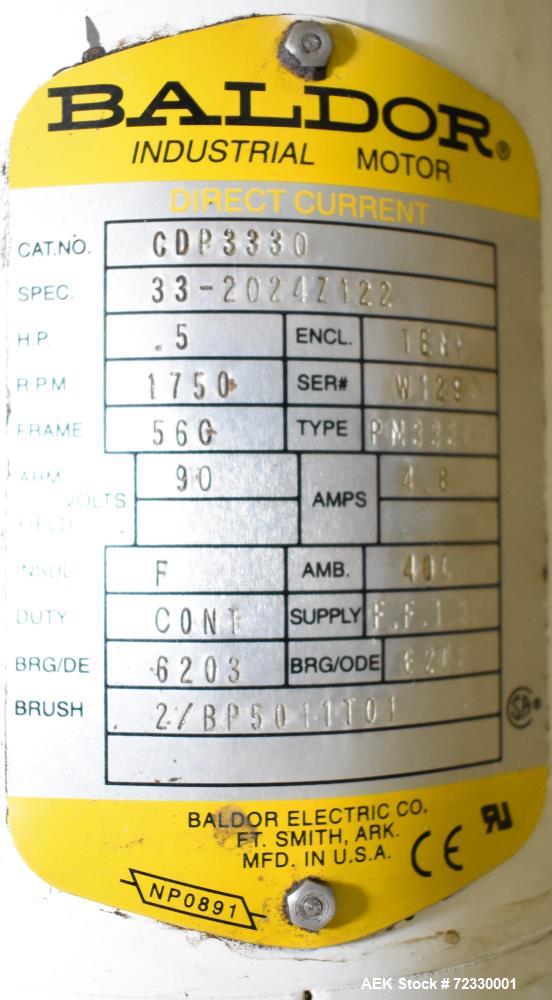 BALDOR®
INDUSTRIAL MOTOR
DIRECT CURRENT
CAT.NO. CDP3330
SPEC. 33-2024Z122
H.P. .5 ENCL.
R.P.M. 1750 SER#
FRAME 56C TYPE
ARM 90 AMPS 4.8
VOLTS
FIELD
INSUL F AMB. 40C
DUTY CONT SUPPLY
BRG/DE 6203 BRG/ODE
BRUSH 2/BP5011T01
BALDOR ELECTRIC CO.
FT. SMITH, ARK.
MFD. IN U.S.A. CE
NP0891
AEK Stock # 72330001